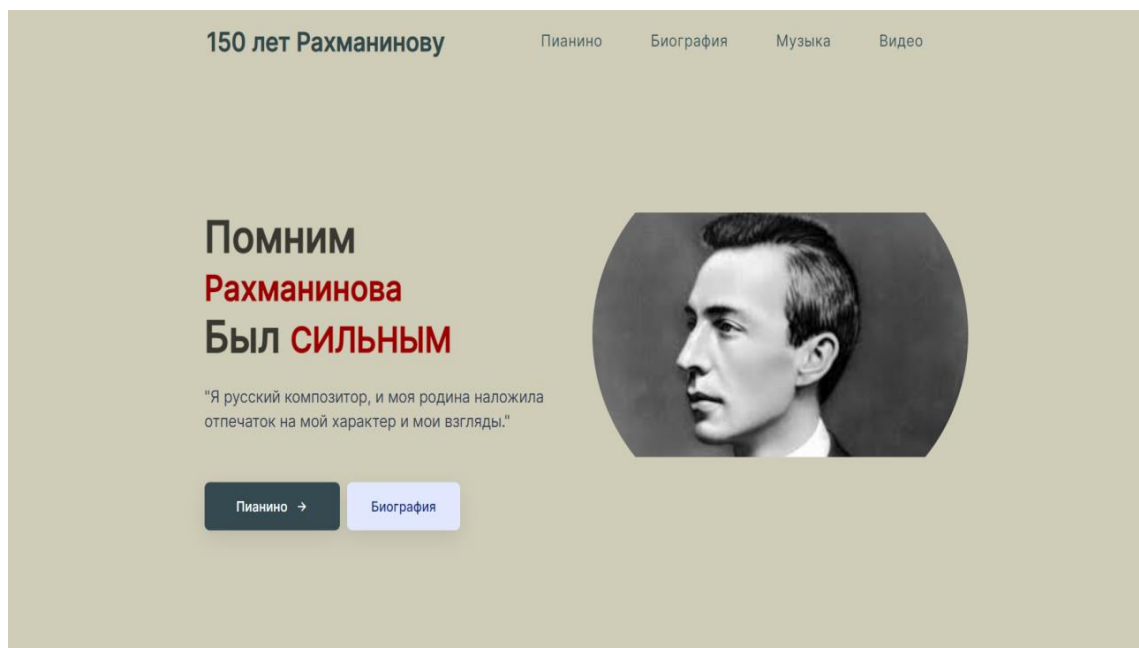 150 лет Рахманинову
Пианино
Биография
Музыка
Видео
Помним
Рахманинова
Был сильным
"Я русский композитор, и моя родина наложила
отпечаток на мой характер и мои взгляды."
Пианино →
Биография